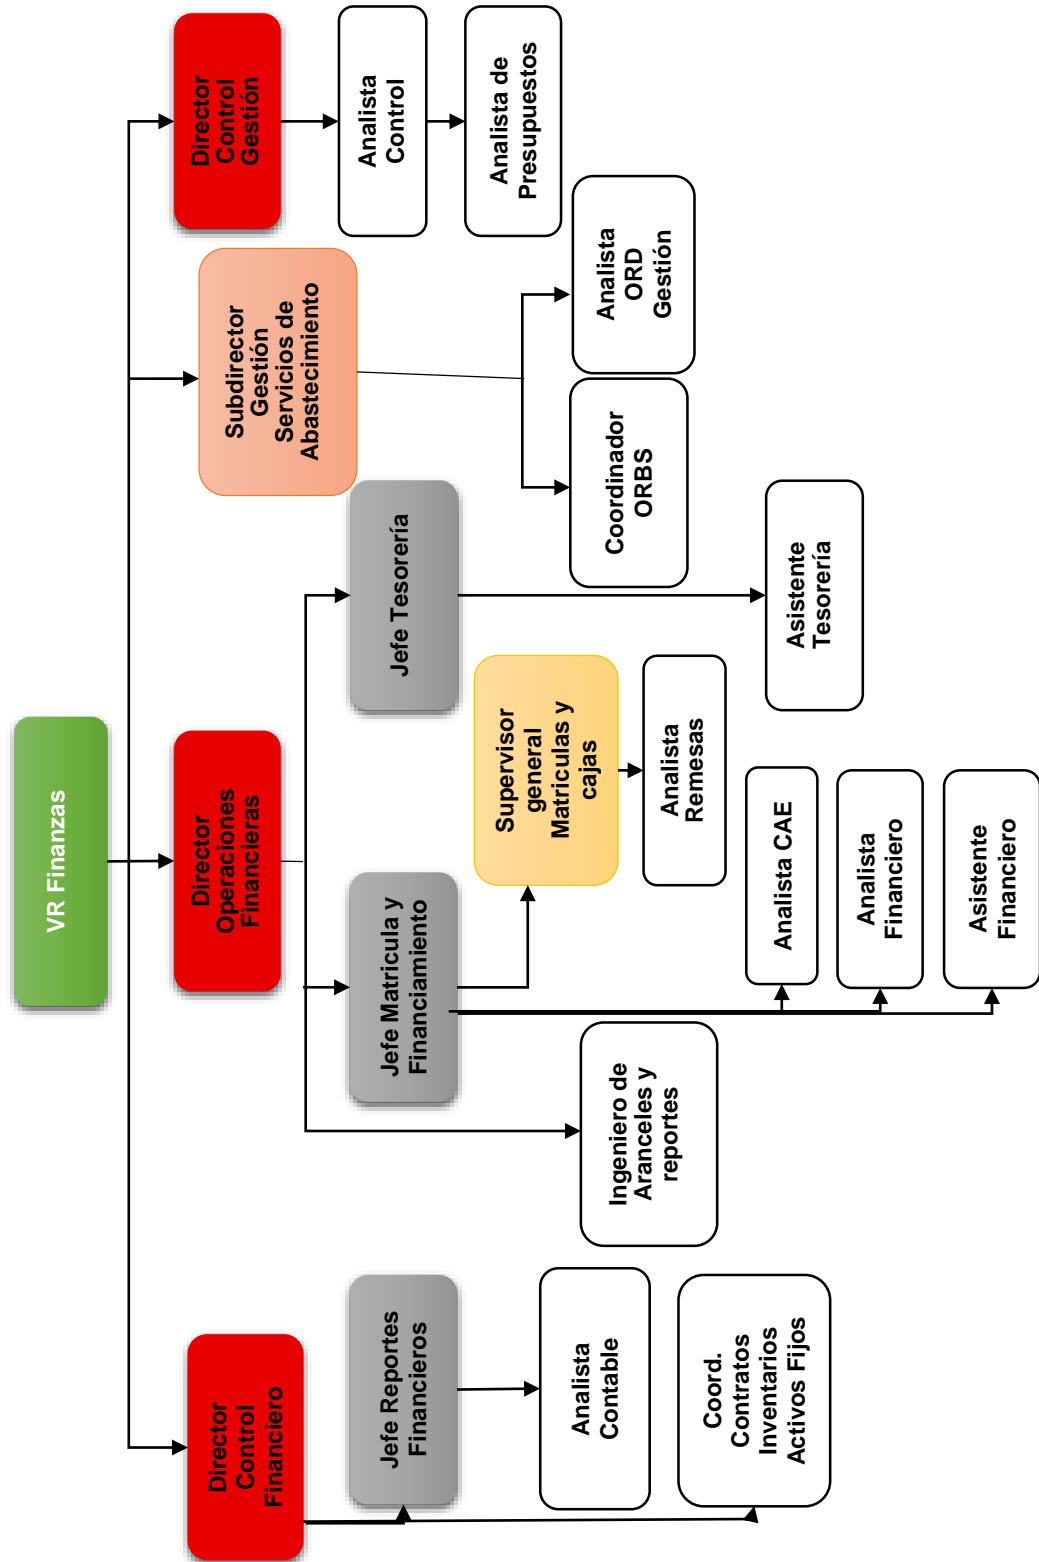 VR Finanzas
Director
Control
Financiero
Director
Operaciones
Financieras
Subdirector
Gestión
Servicios de
Abastecimiento
Director
Control
Gestión
Jefe Reportes
Financieros
Jefe Matricula y
Financiamiento
Jefe Tesorería
Analista
Control
Analista de
Presupuestos
Supervisor
general
Matriculas y
cajas
Analista
Contable
Ingeniero de
Aranceles y
reportes
Coordinador
ORBS
Analista
ORD
Gestión
Analista
Remesas
Coord.
Contratos
Inventarios
Activos Fijos
Analista CAE
Asistente
Tesorería
Analista
Financiero
Asistente
Financiero